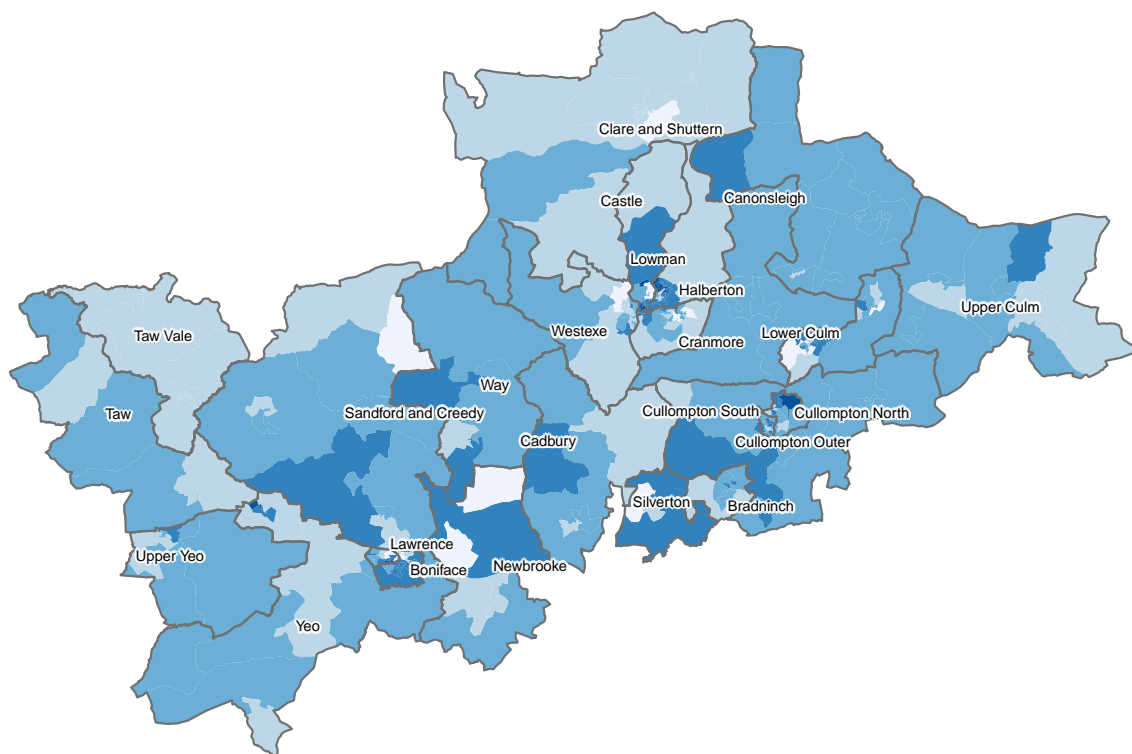 Clare and Shuttern
Castle
Canonsleigh
Lowman
Halberton
Upper Culm
Taw Vale
Westexe
Cranmore
Lower Culm
Way
Taw
Sandford and Creedy
Cullompton South
Cullompton North
Cadbury
Cullompton Outer
Silverton
Bradninch
Lawrence
Upper Yeo
Boniface
Newbrooke
Yeo